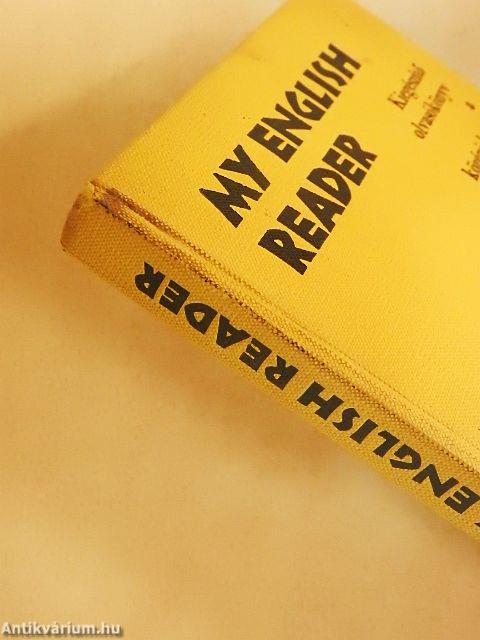 MY ENGLISH
READER
Kiegészítő
olvasókönyv
a
ENGLISH READER
Antikvárium.hu